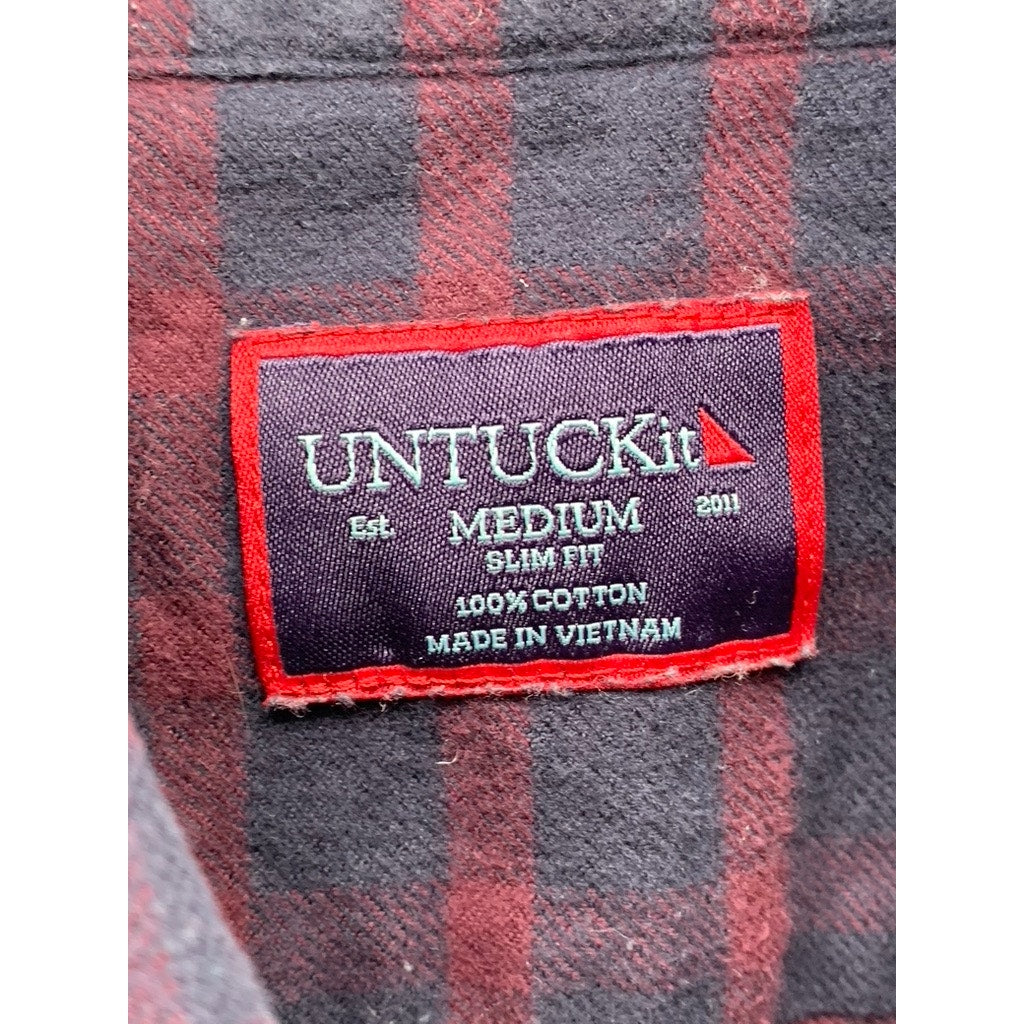 UNTUCKit
Est. MEDIUM 2011
SLIM FIT
100% COTTON
MADE IN VIETNAM